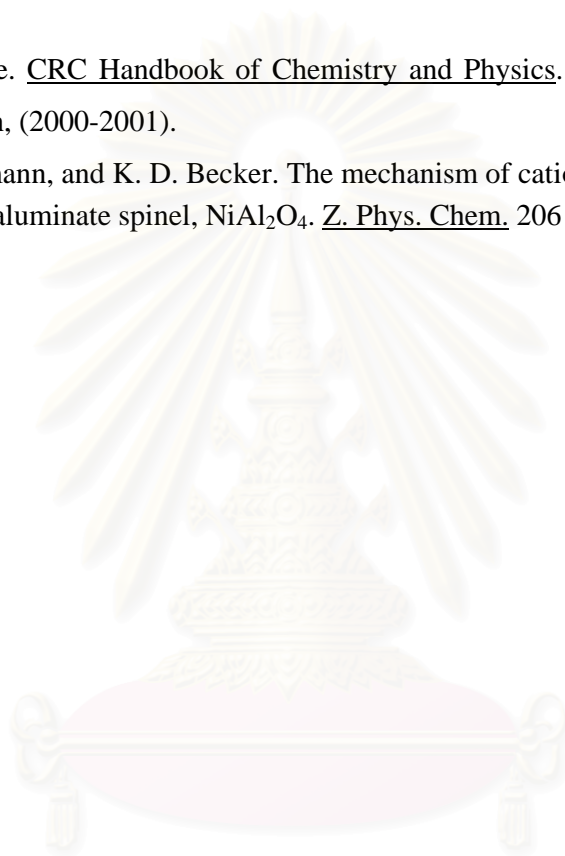 e. CRC Handbook of Chemistry and Physics.
n, (2000-2001).
nann, and K. D. Becker. The mechanism of catio
aluminate spinel, NiAl₂O₄. Z. Phys. Chem. 206